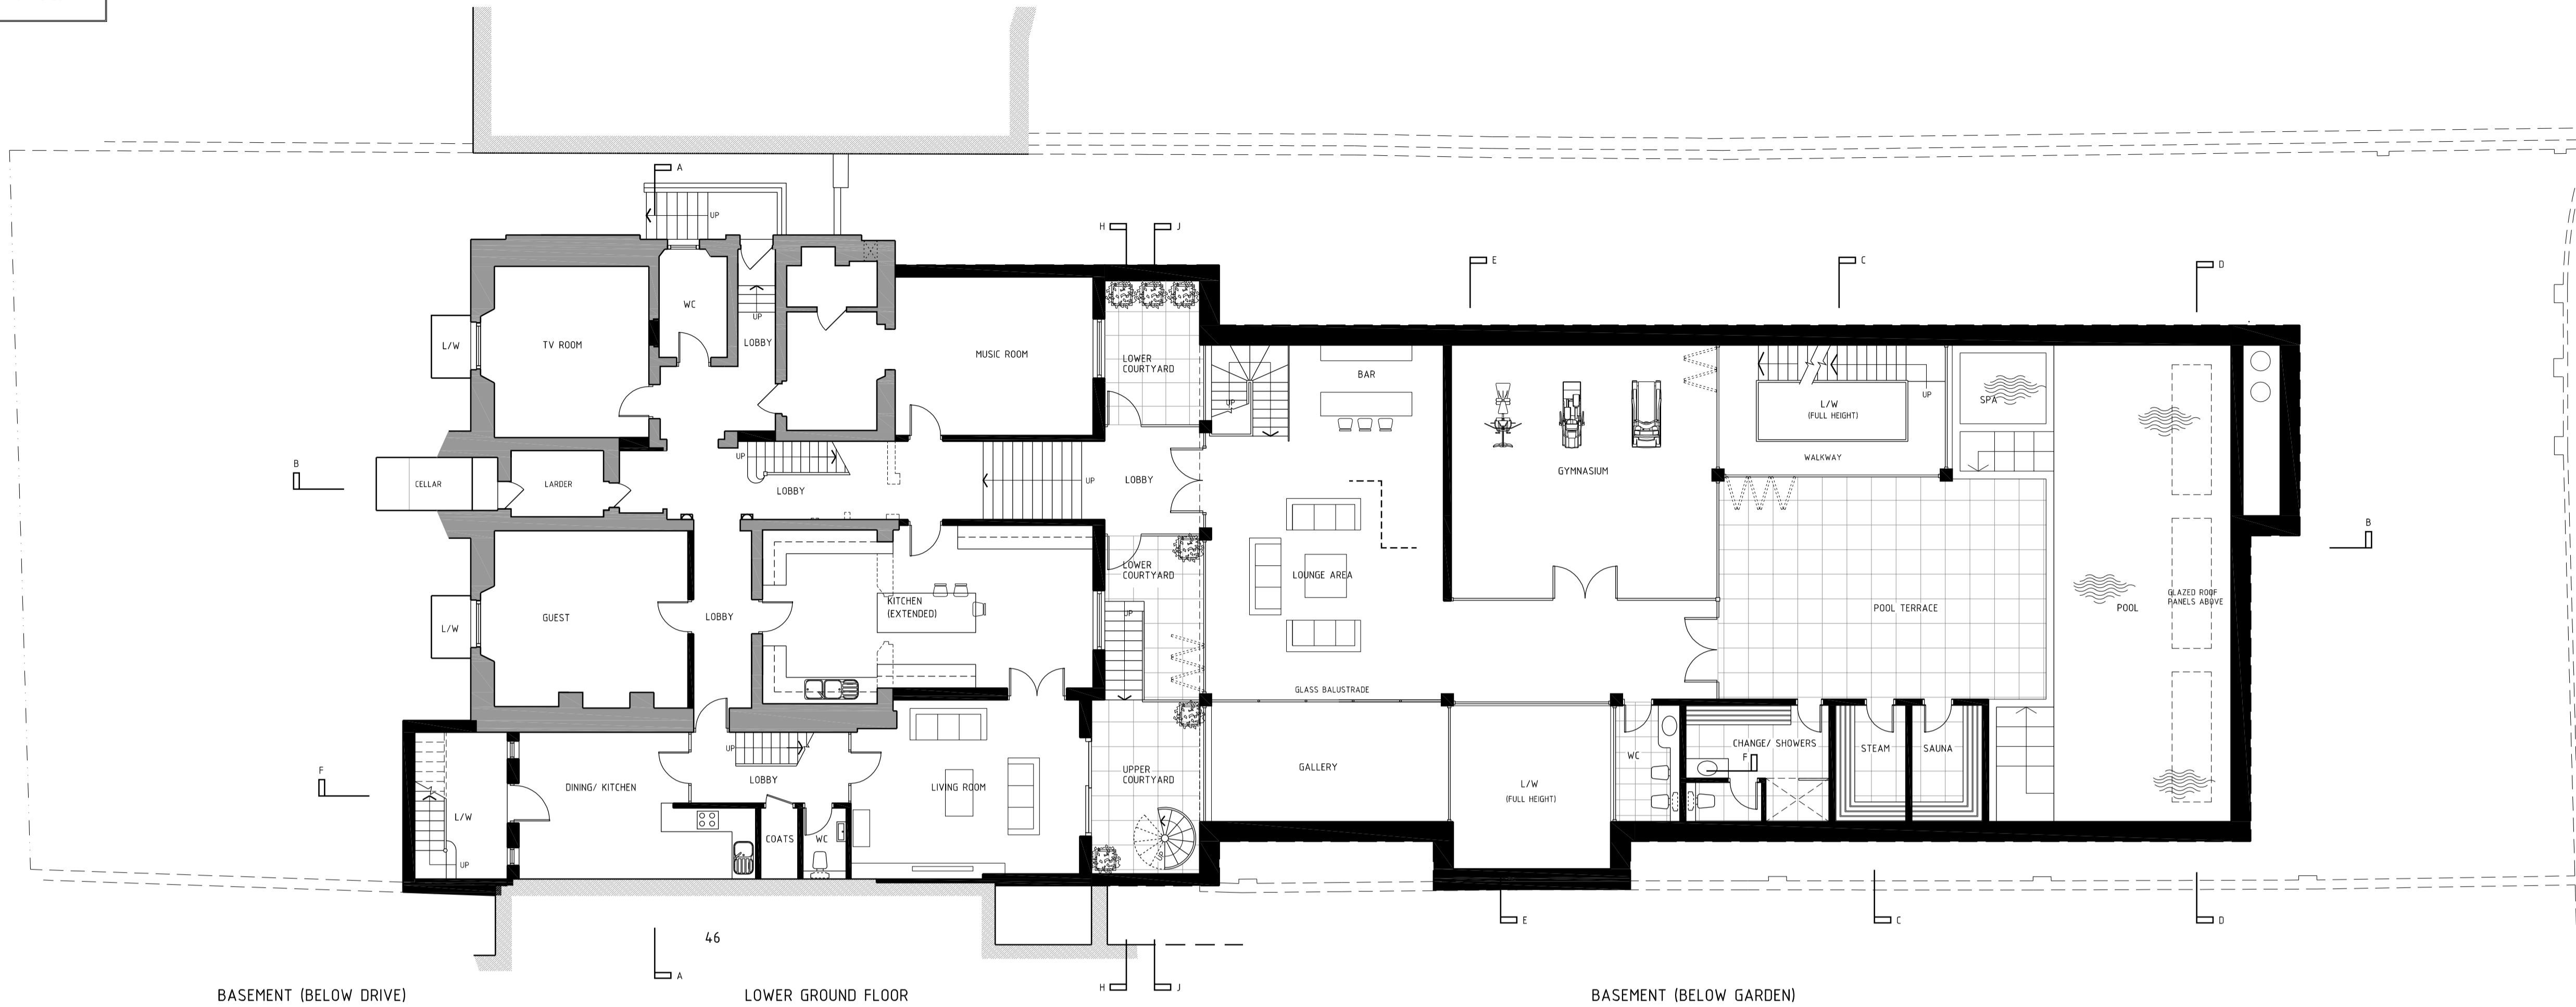 A
UP
H
J
E
C
D
WC
UP
LOBBY
L/W
TV ROOM
MUSIC ROOM
LOWER
COURTYARD
BAR
UP
L/W
(FULL HEIGHT)
UP
SPA
WALKWAY
GYMNASIUM
B
UP
CELLAR
LARDER
LOBBY
UP
LOBBY
B
LOWER
COURTYARD
LOUNGE AREA
GLAZED ROOF
PANELS ABOVE
POOL
POOL TERRACE
KITCHEN
(EXTENDED)
UP
GUEST
LOBBY
L/W
GLASS BALUSTRADE
UP
CHANGE/ SHOWERS
STEAM
SAUNA
WC
F
F
GALLERY
UPPER
COURTYARD
LOBBY
DINING/ KITCHEN
LIVING ROOM
L/W
(FULL HEIGHT)
L/W
COATS
WC
UP
E
C
D
46
A
H
J
BASEMENT (BELOW DRIVE)
LOWER GROUND FLOOR
BASEMENT (BELOW GARDEN)